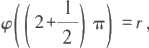 φ((2+1/2) π) = r,